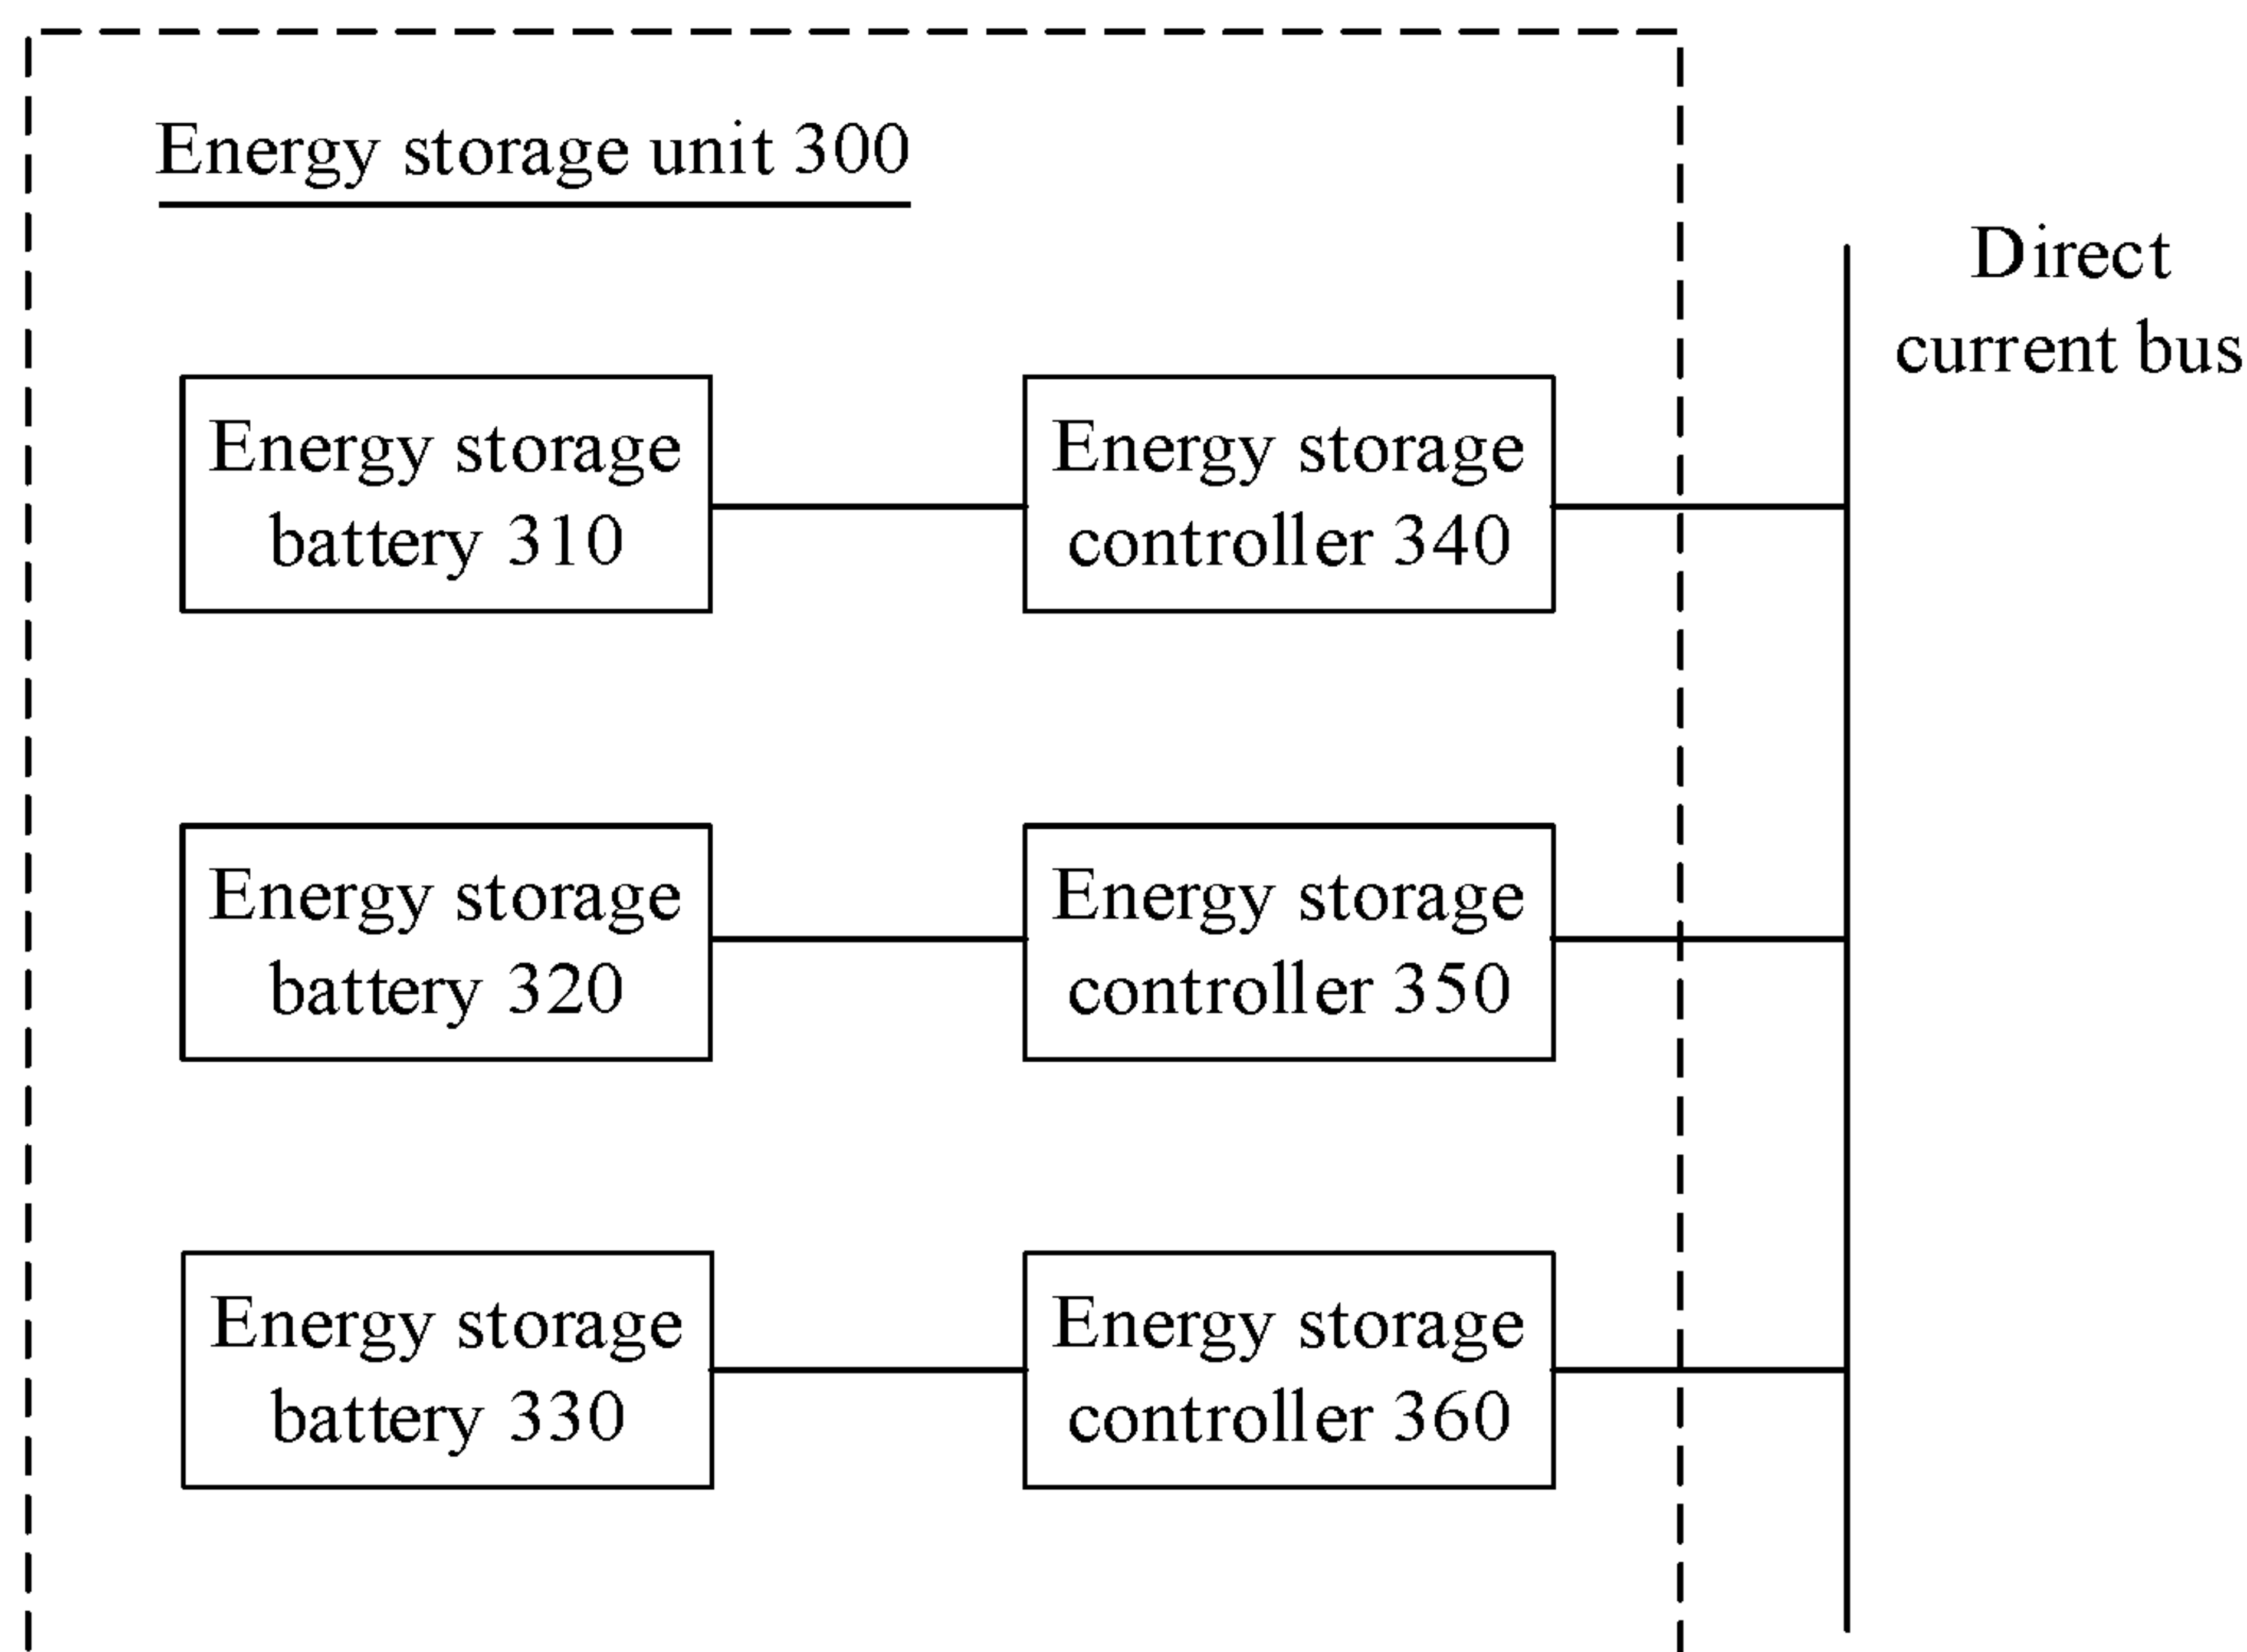 Energy storage unit 300
Direct
current bus
Energy storage
battery 310
Energy storage
controller 340
Energy storage
battery 320
Energy storage
controller 350
Energy storage
battery 330
Energy storage
controller 360